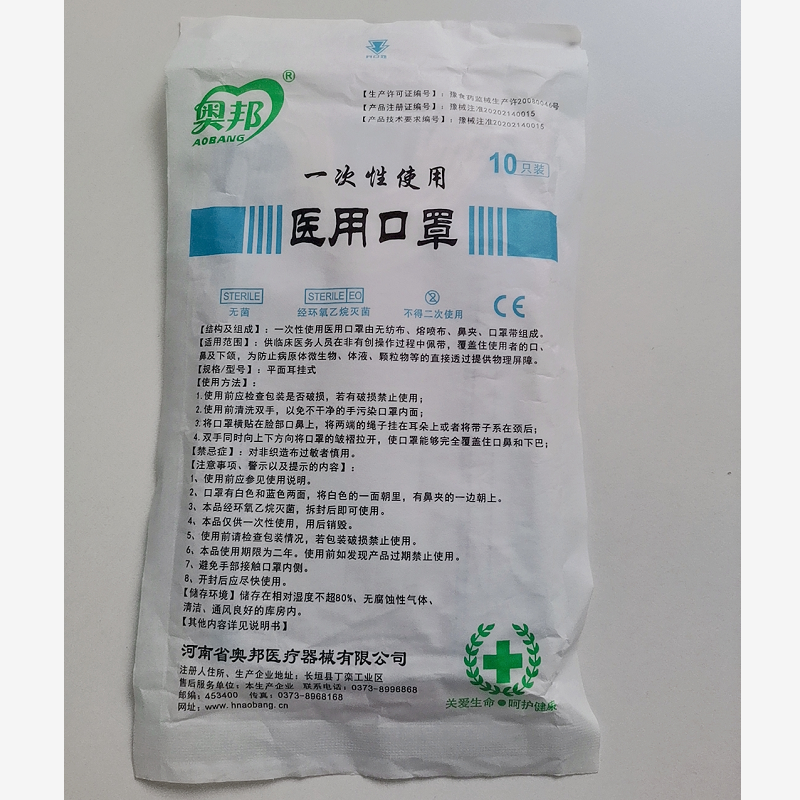 奥邦®
AOBANG
【生产许可证编号】：豫食药监械生产许20080046号
【产品注册证编号】：豫械注准20202140015
【产品技术要求编号】：豫械注准20202140015
10只装
一次性使用
医用口罩
STERILE
无菌
STERILE EO
经环氧乙烷灭菌
2
不得二次使用
CE
【结构及组成】：一次性使用医用口罩由无纺布、熔喷布、鼻夹、口罩带组成。
【适用范围】：供临床医务人员在非有创操作过程中佩带，覆盖住使用者的口、
鼻及下颌，为防止病原体微生物、体液、颗粒物等的直接透过提供物理屏障。
【规格/型号】：平面耳挂式
【使用方法】：
1.使用前应检查包装是否破损，若有破损禁止使用；
2.使用前清洗双手，以免不干净的手污染口罩内面；
3.将口罩横贴在脸部口鼻上，将两端的绳子挂在耳朵上或者将带子系在颈后；
4.双手同时向上下方向将口罩的皱褶拉开，使口罩能够完全覆盖住口鼻和下巴；
【禁忌症】：对非织造布过敏者慎用。
【注意事项、警示以及提示的内容】：
1、使用前应参见使用说明。
2、口罩有白色和蓝色两面，将白色的一面朝里，有鼻夹的一边朝上。
3、本品经环氧乙烷灭菌，拆封后即可使用。
4、本品仅供一次性使用，用后销毁。
5、使用前请检查包装情况，若包装破损禁止使用。
6、本品使用期限为二年。使用前如发现产品过期禁止使用。
7、避免手部接触口罩内侧。
8、开封后应尽快使用。
【储存环境】储存在相对湿度不超80%、无腐蚀性气体、
清洁、通风良好的库房内。
【其他内容详见说明书】
河南省奥邦医疗器械有限公司
注册人住所、生产企业地址：长垣县丁栾工业区
售后服务单位：本生产企业 联系电话：0373-8996868
邮编：453400 传真：0373-8968168
网址：www.hnaobang.cn
关爱生命●呵护健康